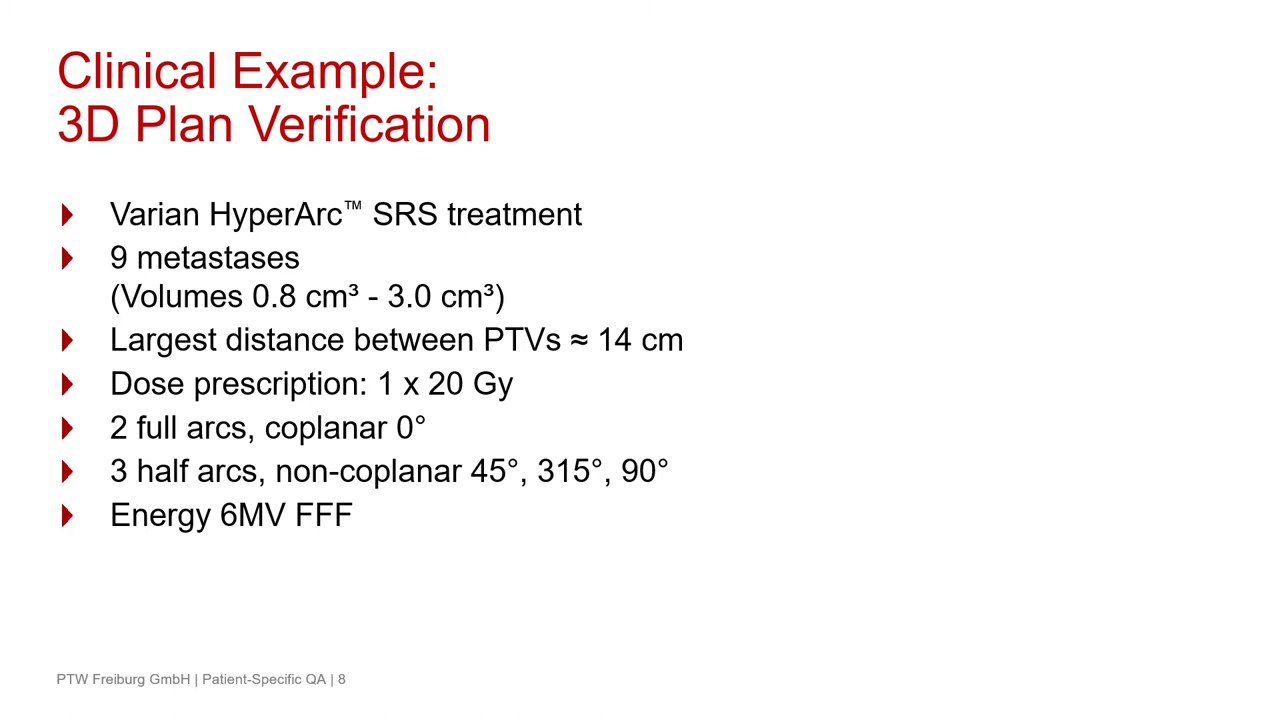 Clinical Example:
3D Plan Verification
Varian HyperArc™ SRS treatment
9 metastases
(Volumes 0.8 cm³ - 3.0 cm³)
Largest distance between PTVs ≈ 14 cm
Dose prescription: 1 x 20 Gy
2 full arcs, coplanar 0°
3 half arcs, non-coplanar 45°, 315°, 90°
Energy 6MV FFF
PTW Freiburg GmbH | Patient-Specific QA | 8